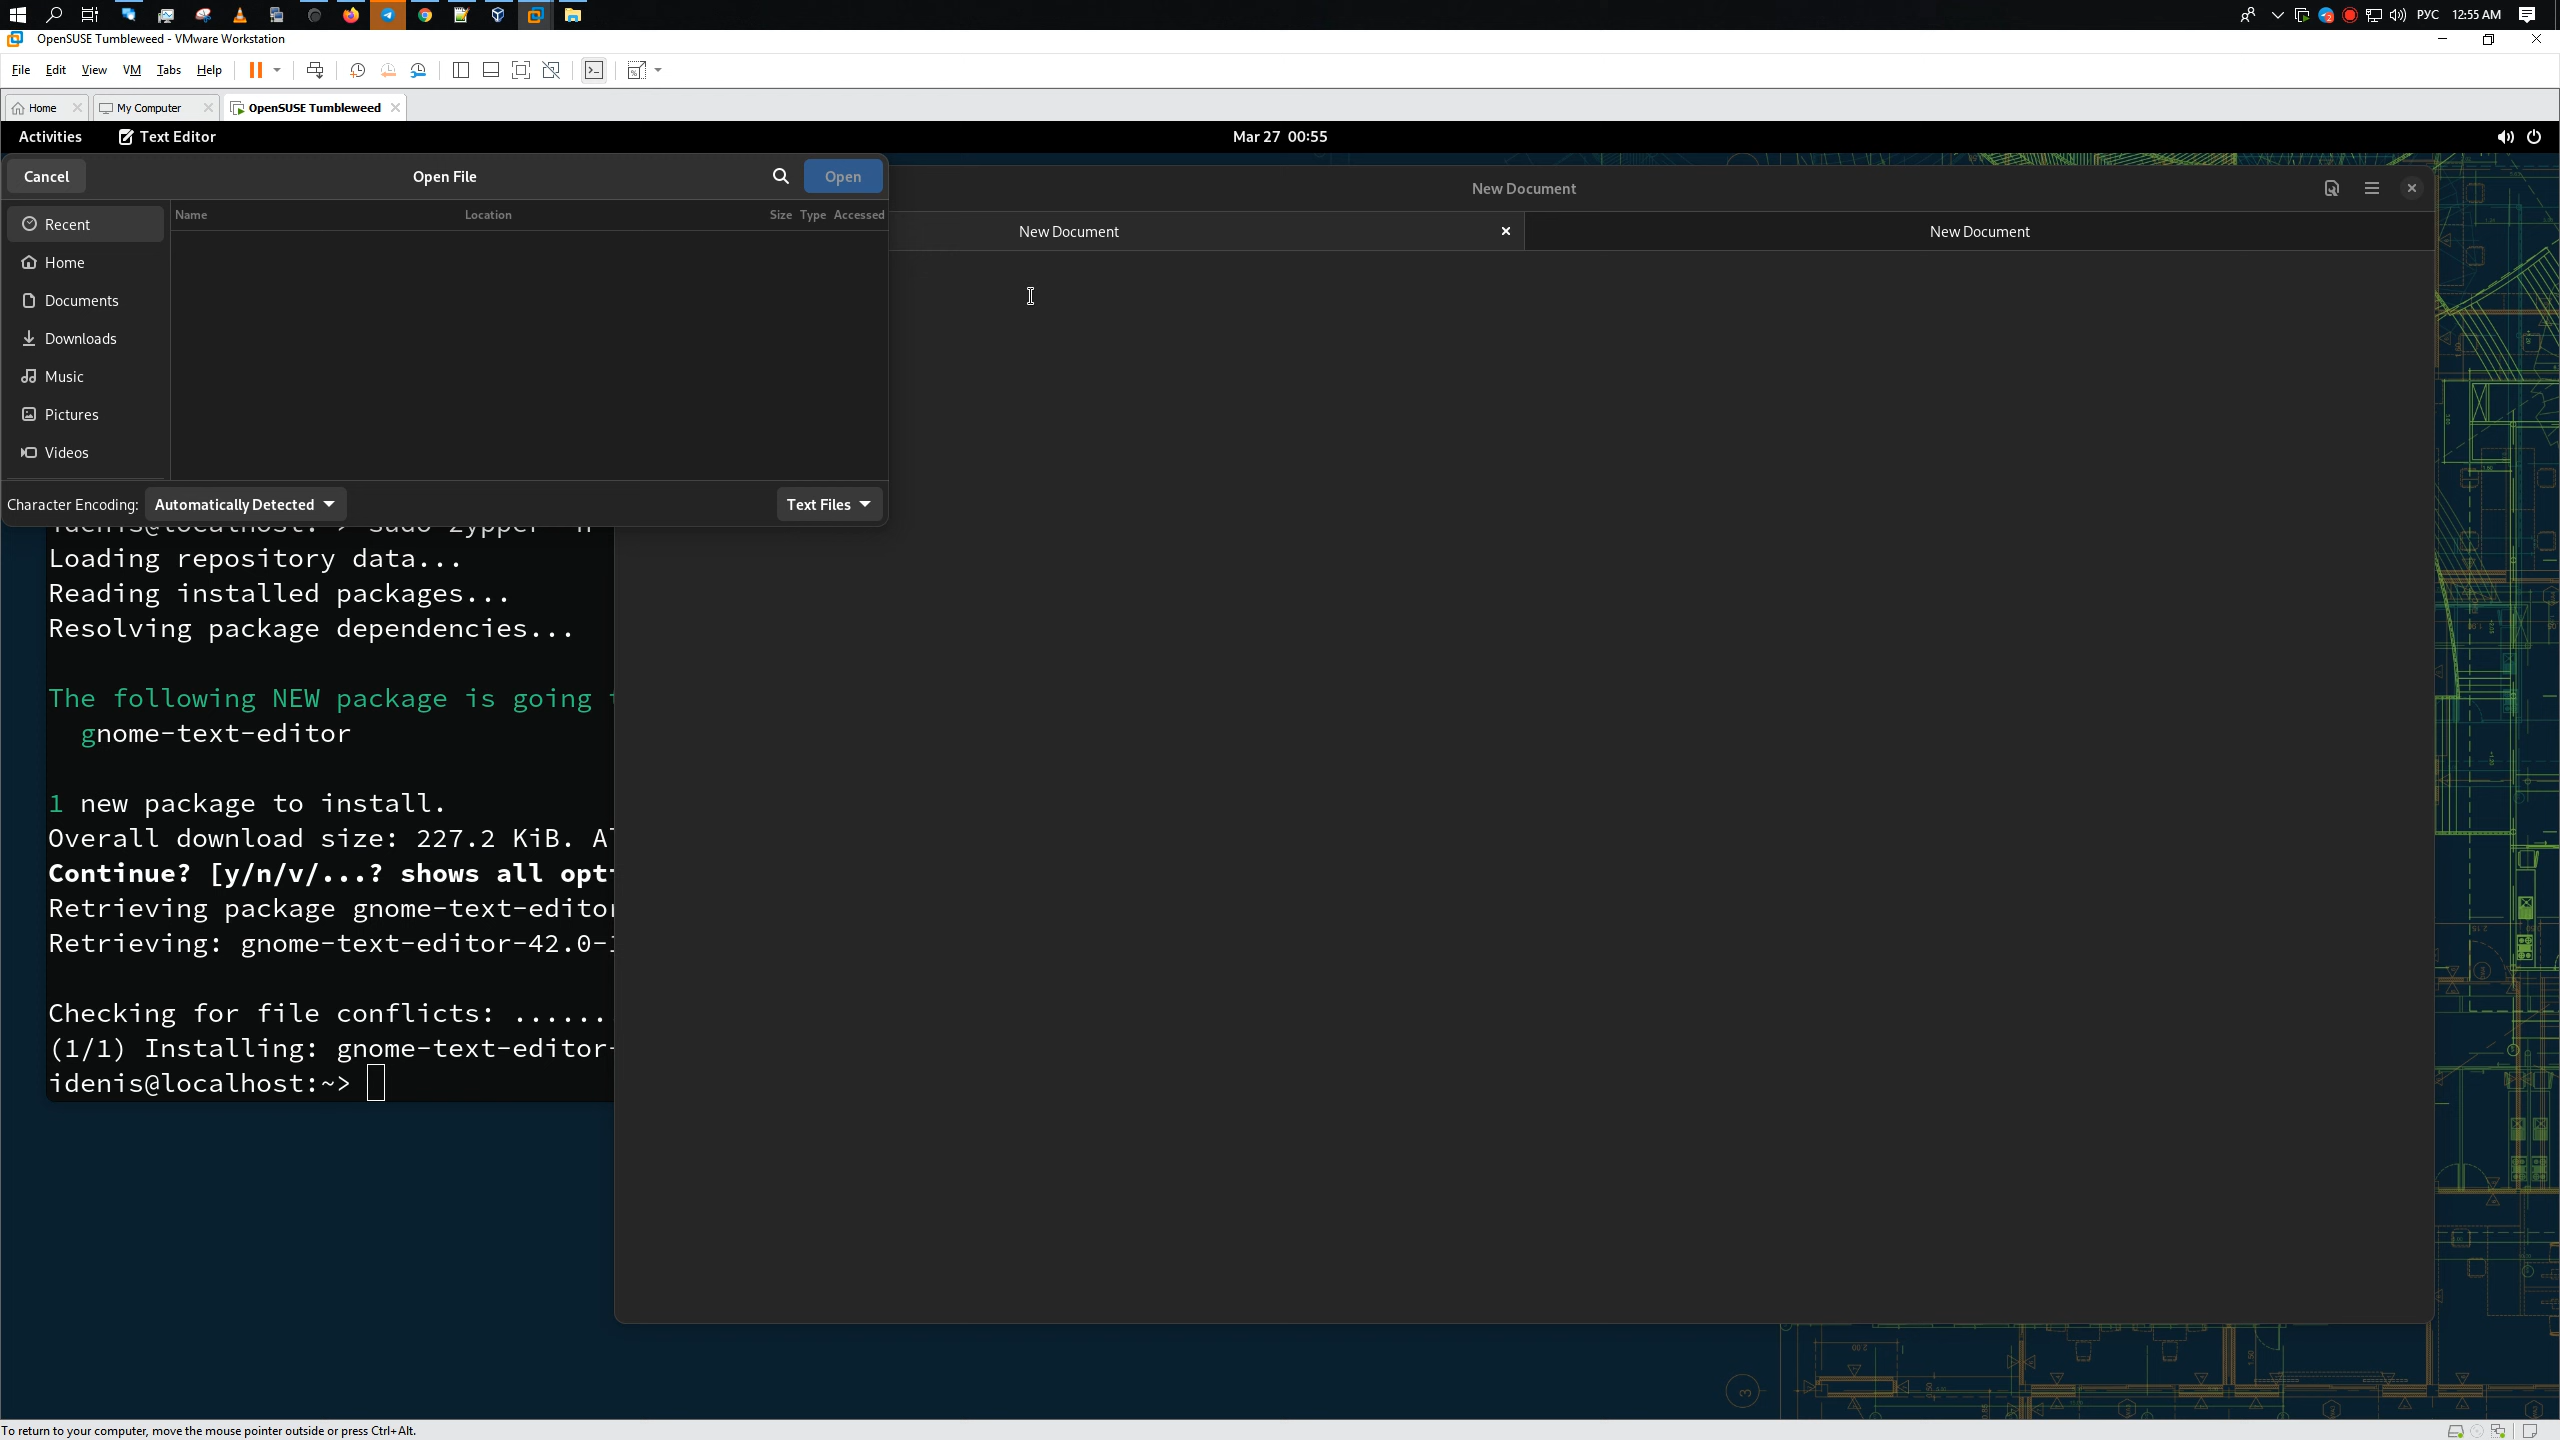 РУС 12:55 AM
OpenSUSE Tumbleweed - VMware Workstation
File Edit View VM Tabs Help
Home My Computer OpenSUSE Tumbleweed
Activities Text Editor Mar 27 00:55
Cancel Open File Open
New Document
Name Location Size Type Accessed
New Document New Document
Recent
Home
Documents
Downloads
Music
Pictures
Videos
Character Encoding: Automatically Detected Text Files
idenis@localhost:~> sudo zypper
Loading repository data...
Reading installed packages...
Resolving package dependencies...
The following NEW package is going
gnome-text-editor
1 new package to install.
Overall download size: 227.2 KiB.
Continue? [y/n/v/...? shows all
Retrieving package gnome-text-editor
Retrieving: gnome-text-editor-42.0-
Checking for file conflicts: ......
(1/1) Installing: gnome-text-editor-
idenis@localhost:~>
To return to your computer, move the mouse pointer outside or press Ctrl+Alt.